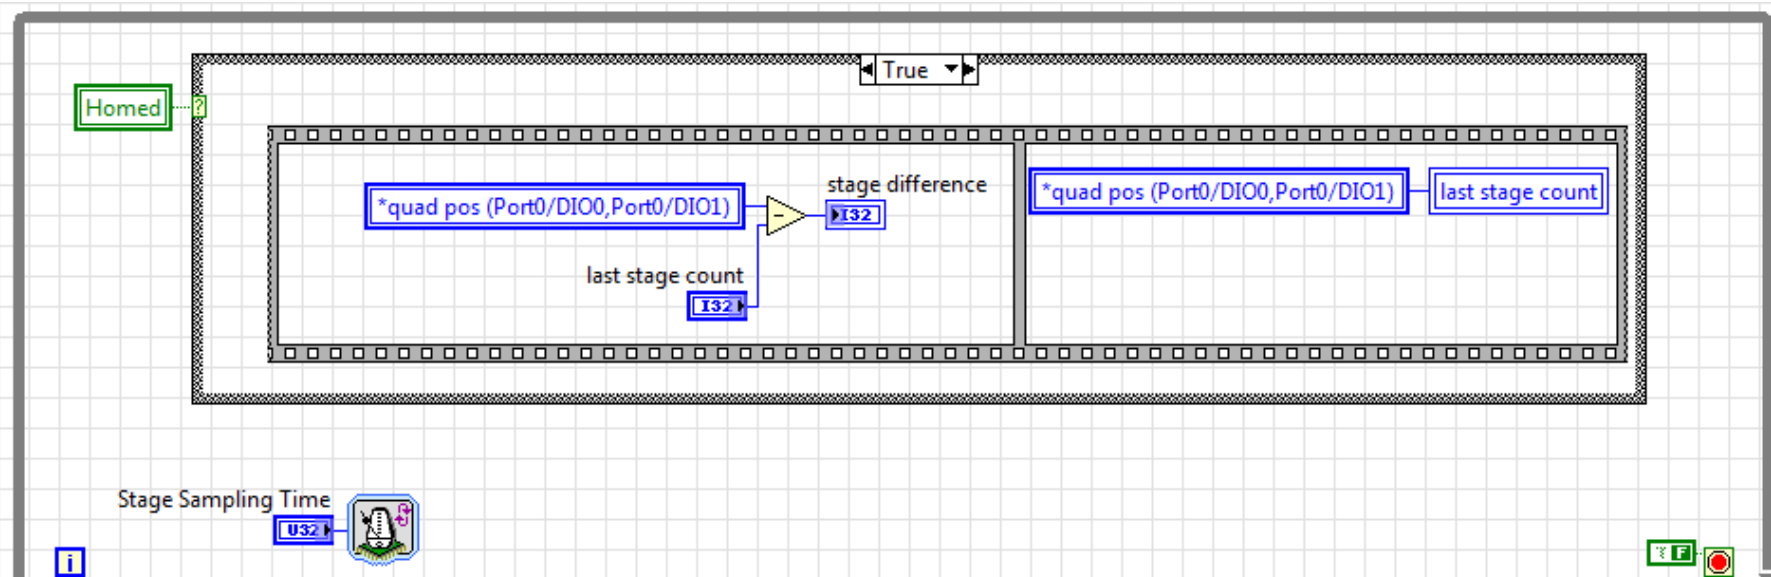 True
Homed
?
stage difference
*quad pos (Port0/DIO0,Port0/DIO1)
I32
*quad pos (Port0/DIO0,Port0/DIO1)
last stage count
last stage count
I32
Stage Sampling Time
U32
i
F